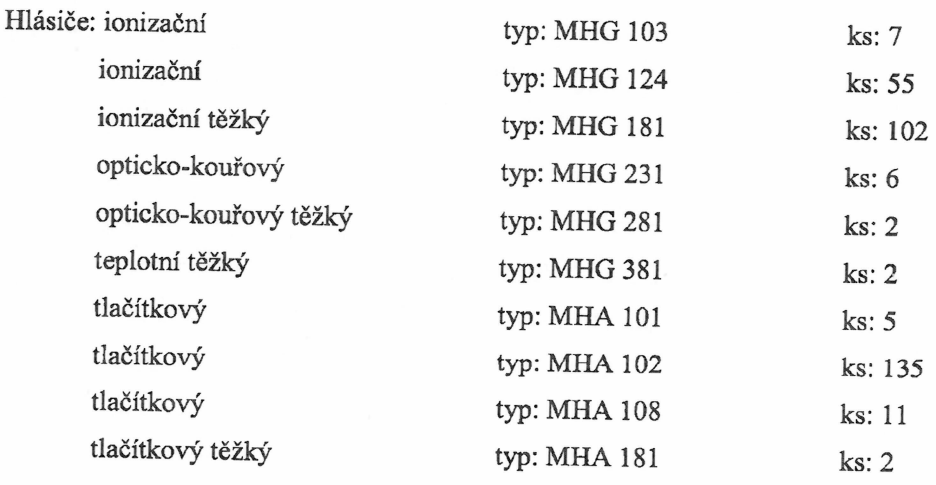 Hlásiče: ionizační typ: MHG 103 ks: 7
ionizační typ: MHG 124 ks: 55
ionizační těžký typ: MHG 181 ks: 102
opticko-kouřový typ: MHG 231 ks: 6
opticko-kouřový těžký typ: MHG 281 ks: 2
teplotní těžký typ: MHG 381 ks: 2
tlačítkový typ: MHA 101 ks: 5
tlačítkový typ: MHA 102 ks: 135
tlačítkový typ: MHA 108 ks: 11
tlačítkový těžký typ: MHA 181 ks: 2